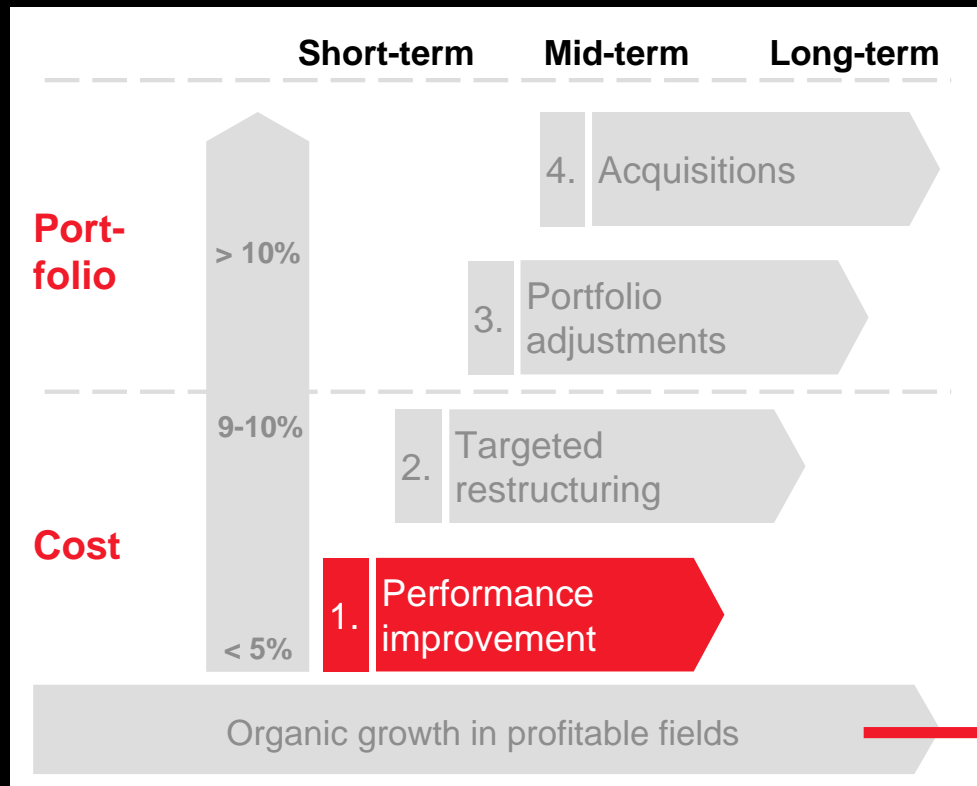 Short-term Mid-term Long-term
4. Acquisitions
Port-
folio
> 10%
3. Portfolio
adjustments
9-10%
2. Targeted
restructuring
Cost
1. Performance
improvement
< 5%
Organic growth in profitable fields